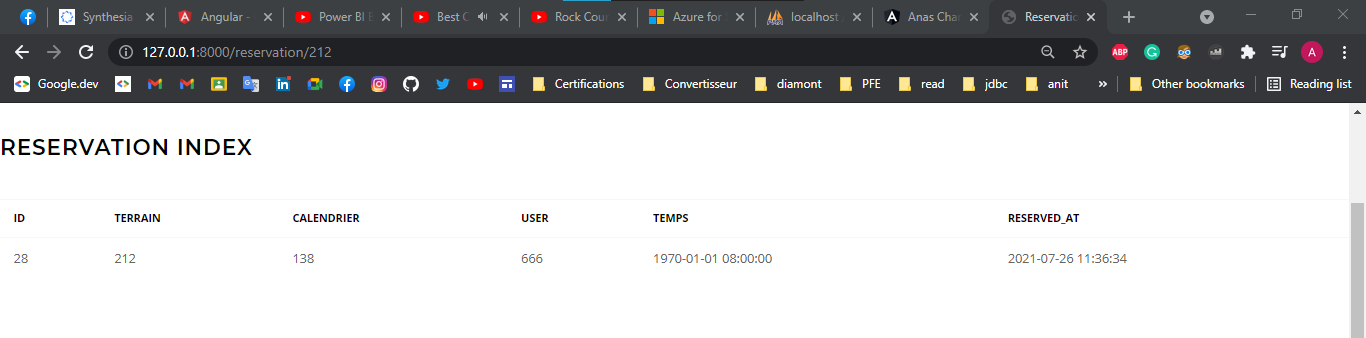 Synthesia
Angular -
Power BI E
Best C
Rock Cour
Azure for
localhost
Anas Cha
Reservatio
127.0.0.1:8000/reservation/212
ABP
A
Google.dev
Certifications
Convertisseur
diamont
PFE
read
jdbc
anit
»
Other bookmarks
Reading list
RESERVATION INDEX
ID TERRAIN CALENDRIER USER TEMPS RESERVED_AT
28 212 138 666 1970-01-01 08:00:00 2021-07-26 11:36:34